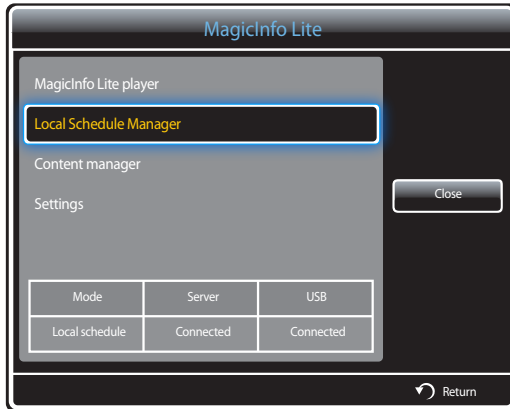 MagicInfo Lite
MagicInfo Lite player
Local Schedule Manager
Content manager
Settings
Close
Mode Server USB
Local schedule Connected Connected
Return